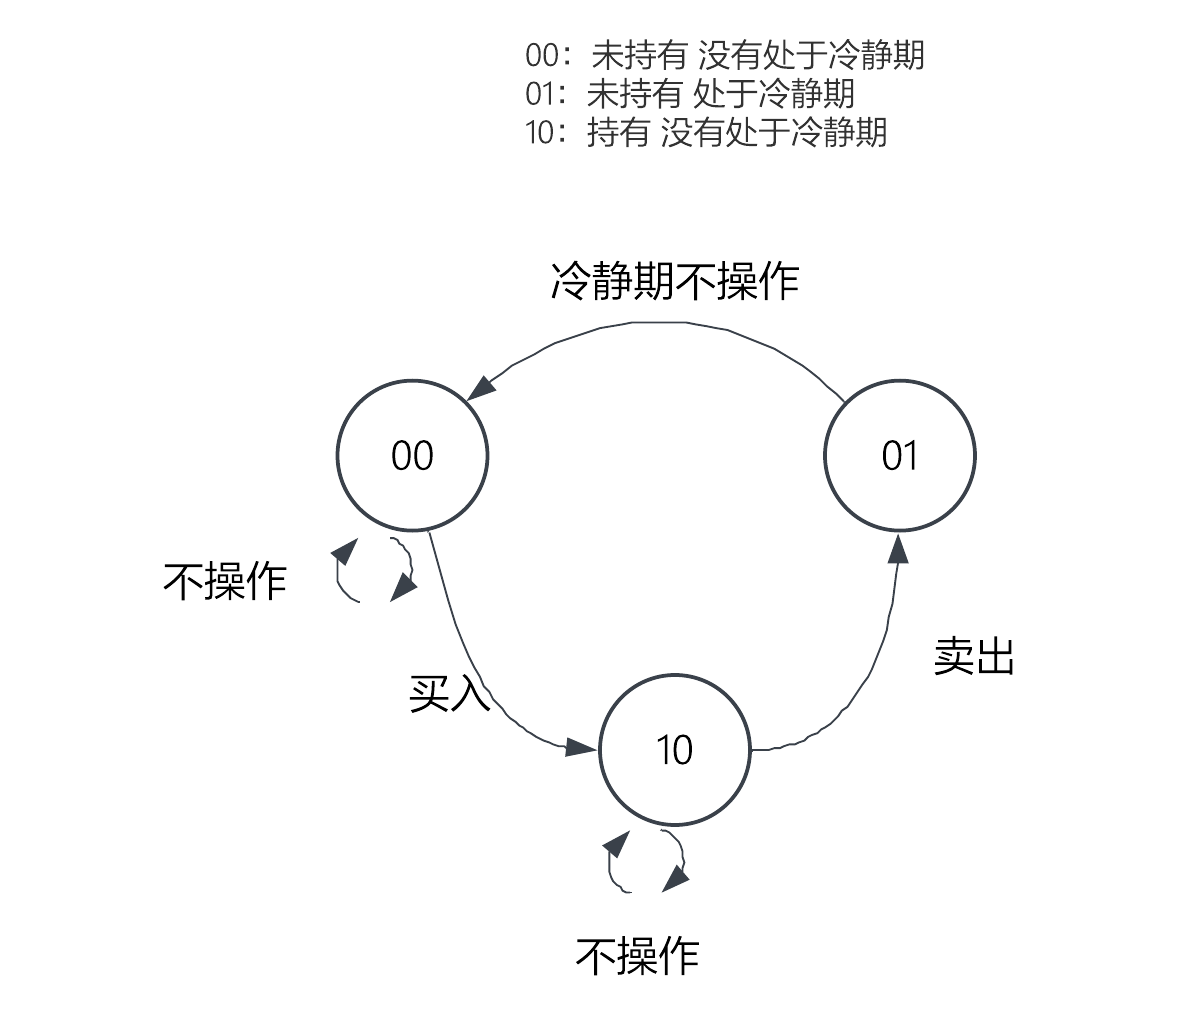 00：未持有 没有处于冷静期
01：未持有 处于冷静期
10：持有 没有处于冷静期
冷静期不操作
00
01
不操作
买入
卖出
10
不操作